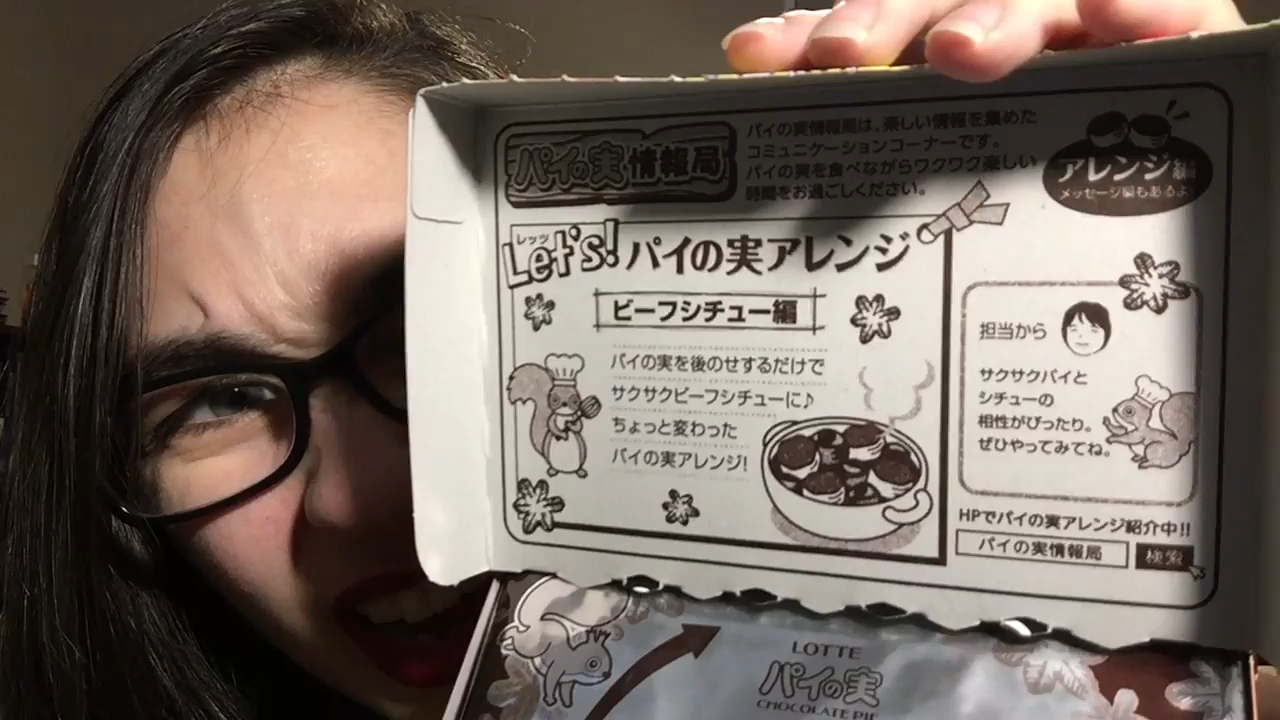 パイの実情報局
パイの実情報局は、楽しい情報を集めた
コミュニケーションコーナーです。
パイの実を食べながらワクワク楽しい
時間をお過ごしください。
アレンジ編
メッセージ編もあるよ♪
レッツ
Let's! パイの実アレンジ
ビーフシチュー編
パイの実を後のせするだけで
サクサクビーフシチューに♪
ちょっと変わった
パイの実アレンジ!
担当から
サクサクパイと
シチューの
相性がぴったり。
ぜひやってみてね。
HPでパイの実アレンジ紹介中!!
パイの実情報局 検索
LOTTE
パイの実
CHOCOLATE PIE